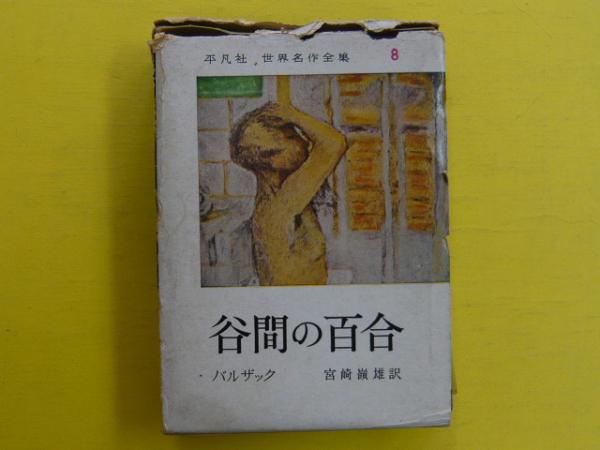 平凡社 世界名作全集 8
谷間の百合
バルザック 宮崎嶺雄訳